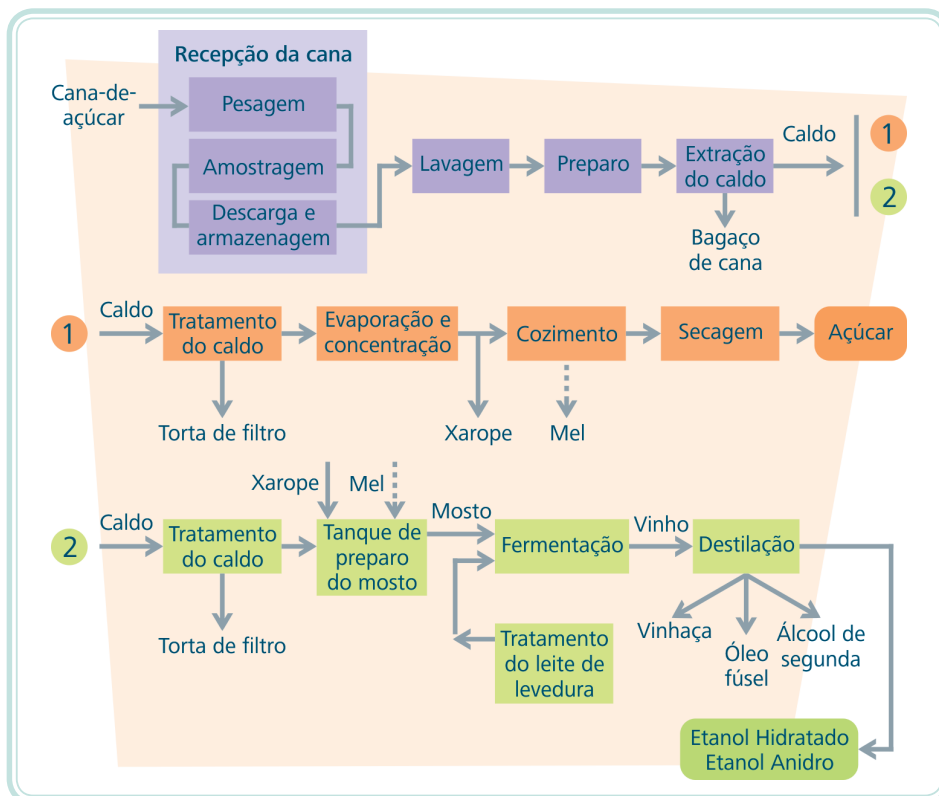 Recepção da cana
Cana-de-
açúcar
Pesagem
Amostragem
Descarga e
armazenagem
Lavagem
Preparo
Extração
do caldo
Caldo
1
2
Bagaço
de cana
1
Caldo
Tratamento
do caldo
Evaporação e
concentração
Cozimento
Secagem
Açúcar
Torta de filtro
Xarope
Mel
2
Caldo
Tratamento
do caldo
Xarope
Mel
Tanque de
preparo
do mosto
Mosto
Fermentação
Vinho
Destilação
Torta de filtro
Tratamento
do leite de
levedura
Vinhaça
Óleo
fúsel
Álcool de
segunda
Etanol Hidratado
Etanol Anidro